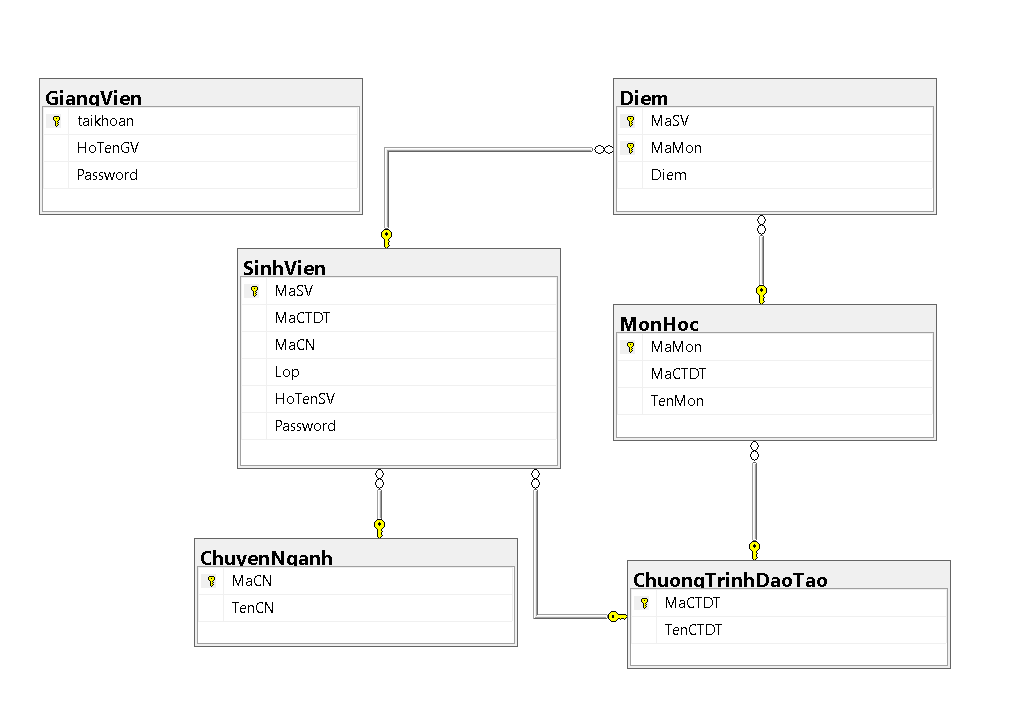 GiangVien
taikhoan
HoTenGV
Password
Diem
MaSV
MaMon
Diem
SinhVien
MaSV
MaCTDT
MaCN
Lop
HoTenSV
Password
MonHoc
MaMon
MaCTDT
TenMon
ChuyenNganh
MaCN
TenCN
ChuongTrinhDaoTao
MaCTDT
TenCTDT